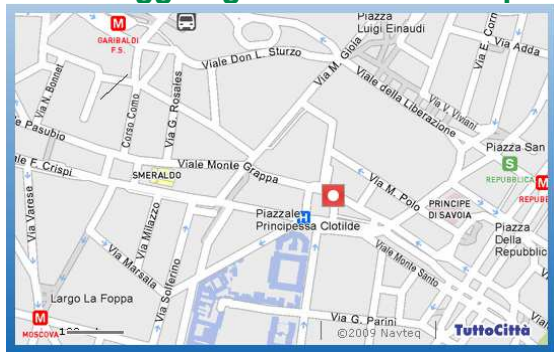 Piazza
Luigi Einaudi
M
GARIBALDI
F.S.
Via E. Corn
Via Adda
Viale Don L. Sturzo
Via M. Gioia
Viale della Liberazione
Via V. Viviani
Via N. Bonnet
Corso Como
Via G. Rosales
e Pasubio
ale F. Crispi
Piazza San
S
REPUBBLICA
M
REPUBB
SMERALDO
Viale Monte Grappa
Via M. Polo
PRINCIPE
DI SAVOIA
Piazzale
H
Principessa Clotilde
Piazza
Della
Repubblic
Via Varese
Via Milazzo
Via Marsala
Via Solferino
Viale Monte Santo
Largo La Foppa
M
MOSCOVA
Via G. Parini
©2009 Navteq
TuttoCittà